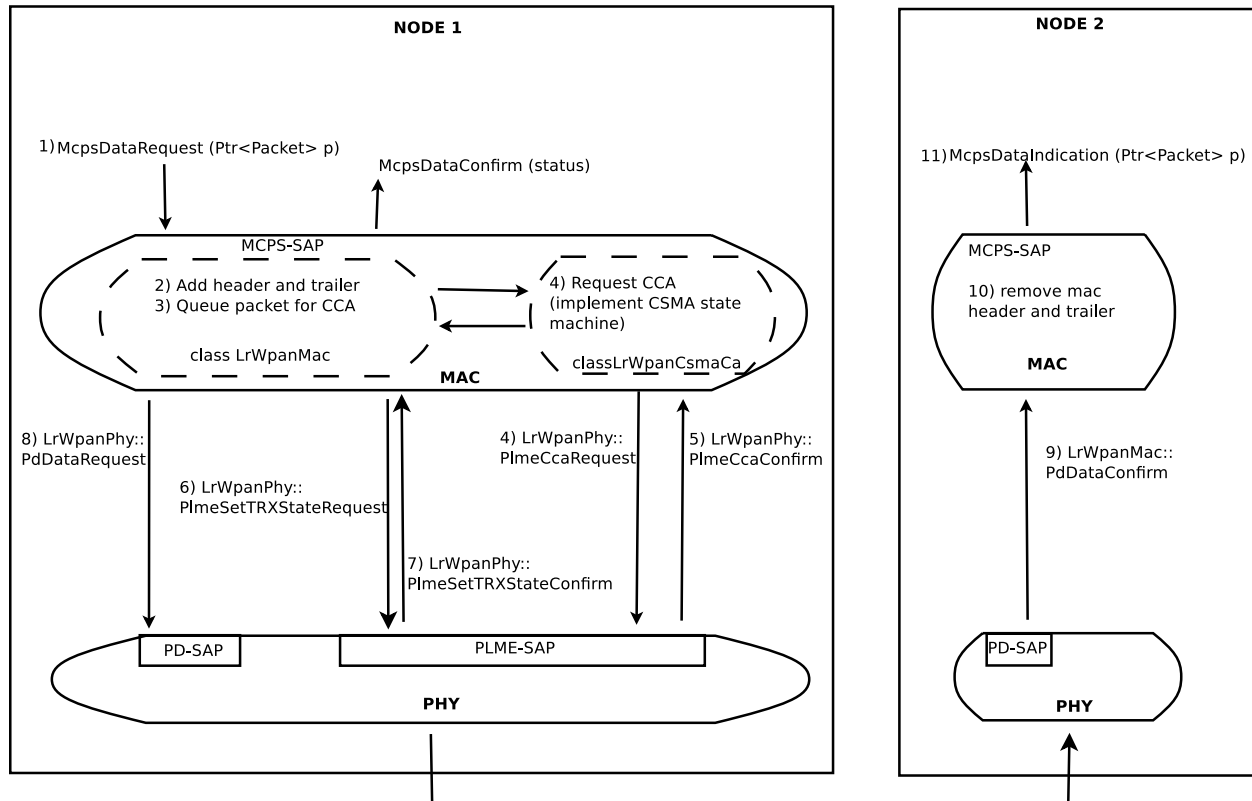 NODE 1
1) McpsDataRequest (Ptr<Packet> p)
McpsDataConfirm (status)
MCPS-SAP
2) Add header and trailer
3) Queue packet for CCA
class LrWpanMac
4) Request CCA
(implement CSMA state
machine)
classLrWpanCsmaCa
MAC
8) LrWpanPhy::
PdDataRequest
6) LrWpanPhy::
PlmeSetTRXStateRequest
7) LrWpanPhy::
PlmeSetTRXStateConfirm
4) LrWpanPhy::
PlmeCcaRequest
5) LrWpanPhy::
PlmeCcaConfirm
PD-SAP
PLME-SAP
PHY
NODE 2
11) McpsDataIndication (Ptr<Packet> p)
MCPS-SAP
10) remove mac
header and trailer
MAC
9) LrWpanMac::
PdDataConfirm
PD-SAP
PHY